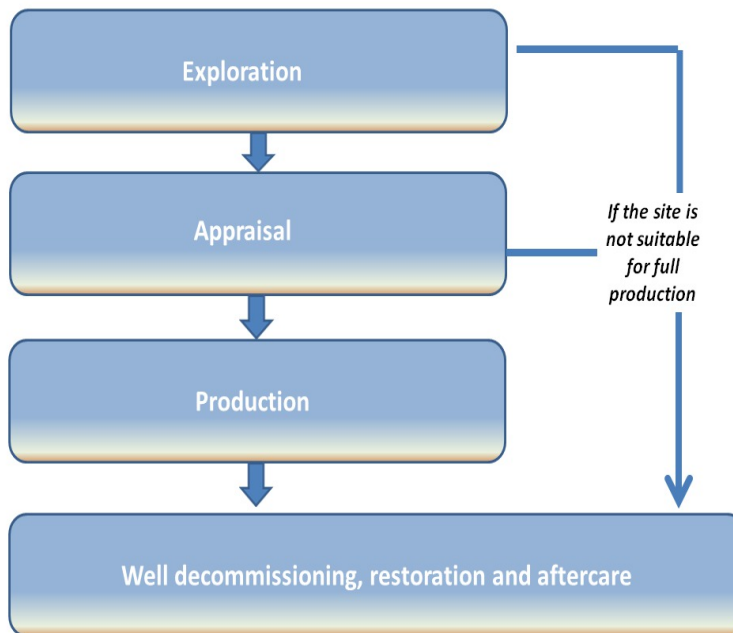 Exploration
Appraisal
If the site is
not suitable
for full
production
Production
Well decommissioning, restoration and aftercare